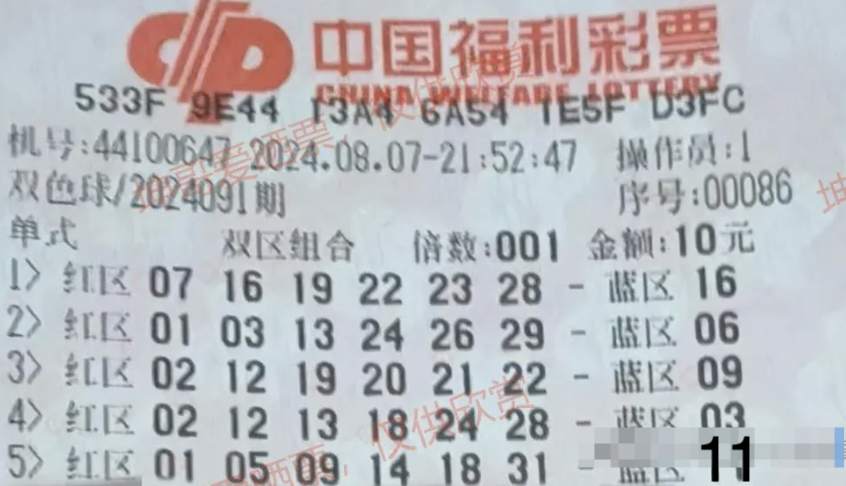 中国福利彩票
CHINA WELFARE LOTTERY
533F 9E44 13A4 6A54 1E5F D3FC
机号:44100647 2024.08.07-21:52:47 操作员:1
双色球/2024091期 序号:00086
单式 双区组合 倍数:001 金额:10元
1> 红区 07 16 19 22 23 28 - 蓝区 16
2> 红区 01 03 13 24 26 29 - 蓝区 06
3> 红区 02 12 19 20 21 22 - 蓝区 09
4> 红区 02 12 13 18 24 28 - 蓝区 03
5> 红区 01 05 09 14 18 31 - 蓝区 11
坤哥爱晒票，仅供欣赏